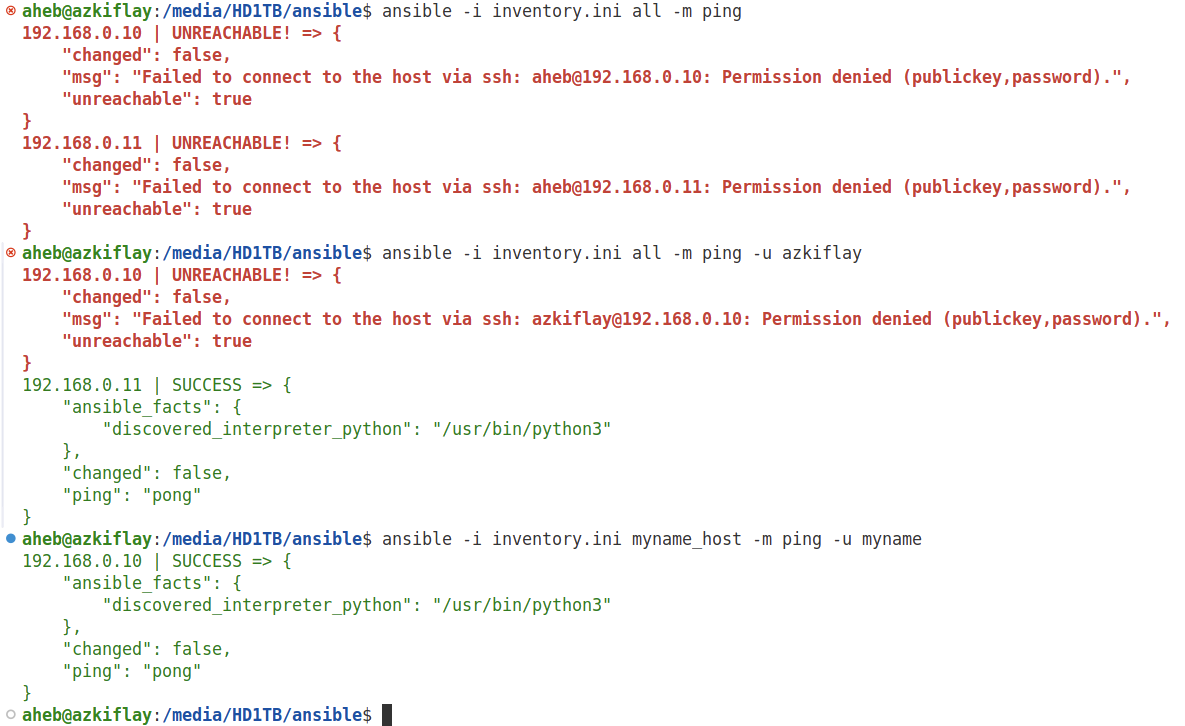 aheb@azkiflay:/media/HD1TB/ansible$ ansible -i inventory.ini all -m ping
192.168.0.10 | UNREACHABLE! => {
    "changed": false,
    "msg": "Failed to connect to the host via ssh: aheb@192.168.0.10: Permission denied (publickey,password).",
    "unreachable": true
}
192.168.0.11 | UNREACHABLE! => {
    "changed": false,
    "msg": "Failed to connect to the host via ssh: aheb@192.168.0.11: Permission denied (publickey,password).",
    "unreachable": true
}
aheb@azkiflay:/media/HD1TB/ansible$ ansible -i inventory.ini all -m ping -u azkiflay
192.168.0.10 | UNREACHABLE! => {
    "changed": false,
    "msg": "Failed to connect to the host via ssh: azkiflay@192.168.0.10: Permission denied (publickey,password).",
    "unreachable": true
}
192.168.0.11 | SUCCESS => {
    "ansible_facts": {
        "discovered_interpreter_python": "/usr/bin/python3"
    },
    "changed": false,
    "ping": "pong"
}
aheb@azkiflay:/media/HD1TB/ansible$ ansible -i inventory.ini myname_host -m ping -u myname
192.168.0.10 | SUCCESS => {
    "ansible_facts": {
        "discovered_interpreter_python": "/usr/bin/python3"
    },
    "changed": false,
    "ping": "pong"
}
aheb@azkiflay:/media/HD1TB/ansible$